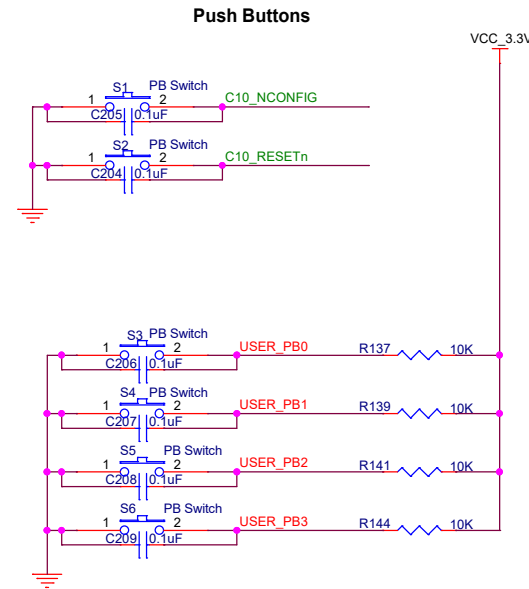 Push Buttons
VCC_3.3V
S1 PB Switch
1 2 C10_NCONFIG
C205 0.1uF
S2 PB Switch
1 2 C10_RESETn
C204 0.1uF
S3 PB Switch
1 2 USER_PB0 R137 10K
C206 0.1uF
S4 PB Switch
1 2 USER_PB1 R139 10K
C207 0.1uF
S5 PB Switch
1 2 USER_PB2 R141 10K
C208 0.1uF
S6 PB Switch
1 2 USER_PB3 R144 10K
C209 0.1uF